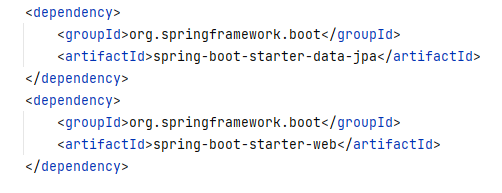 <dependency>
    <groupId>org.springframework.boot</groupId>
    <artifactId>spring-boot-starter-data-jpa</artifactId>
</dependency>
<dependency>
    <groupId>org.springframework.boot</groupId>
    <artifactId>spring-boot-starter-web</artifactId>
</dependency>